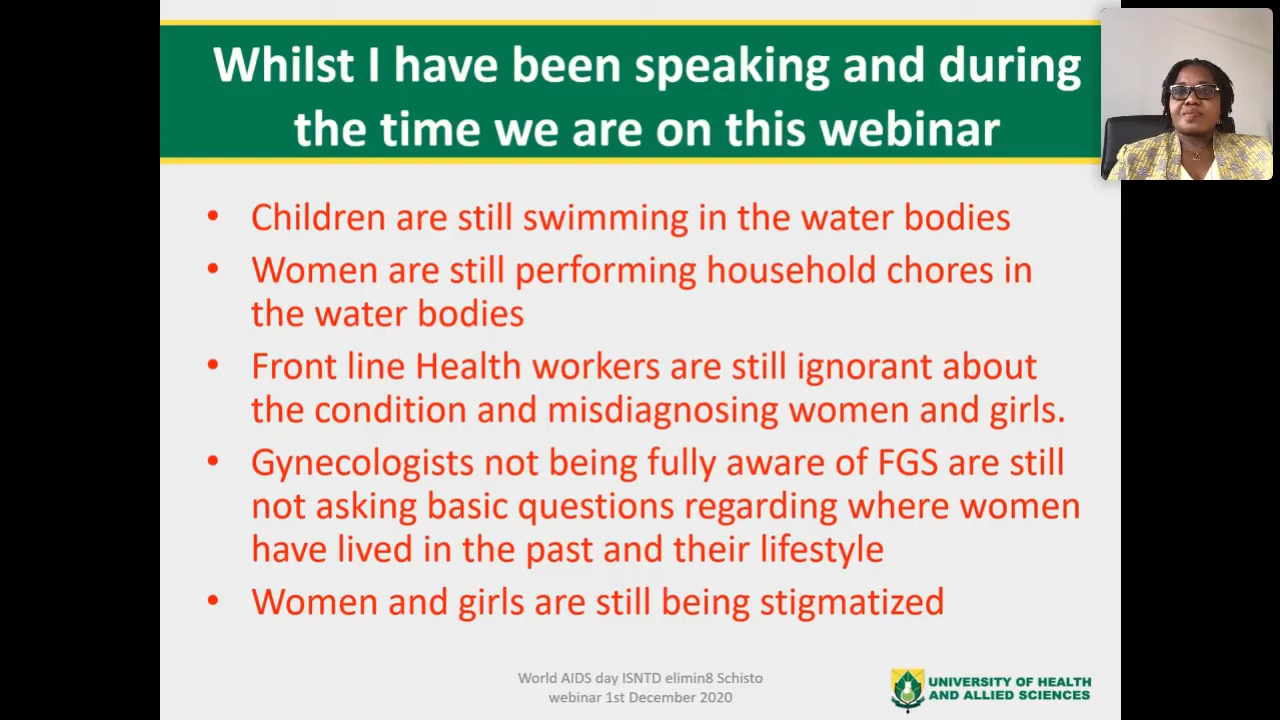 Whilst I have been speaking and during
the time we are on this webinar
• Children are still swimming in the water bodies
• Women are still performing household chores in
the water bodies
• Front line Health workers are still ignorant about
the condition and misdiagnosing women and girls.
• Gynecologists not being fully aware of FGS are still
not asking basic questions regarding where women
have lived in the past and their lifestyle
• Women and girls are still being stigmatized
World AIDS day ISNTD elimin8 Schisto
webinar 1st December 2020
UNIVERSITY OF HEALTH
AND ALLIED SCIENCES